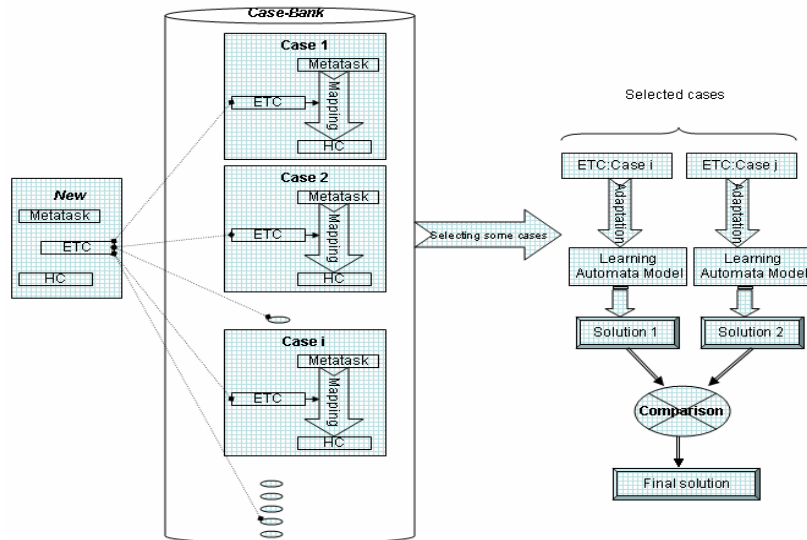 Case-Bank
Case 1
Metatask
Mapping
ETC
HC
New
Metatask
ETC
HC
Case 2
Metatask
Mapping
ETC
HC
Case i
Metatask
Mapping
ETC
HC
Selecting some cases
Selected cases
ETC:Case i
ETC:Case j
Adaptation
Adaptation
Learning
Automata Model
Learning
Automata Model
Solution 1
Solution 2
Comparison
Final solution